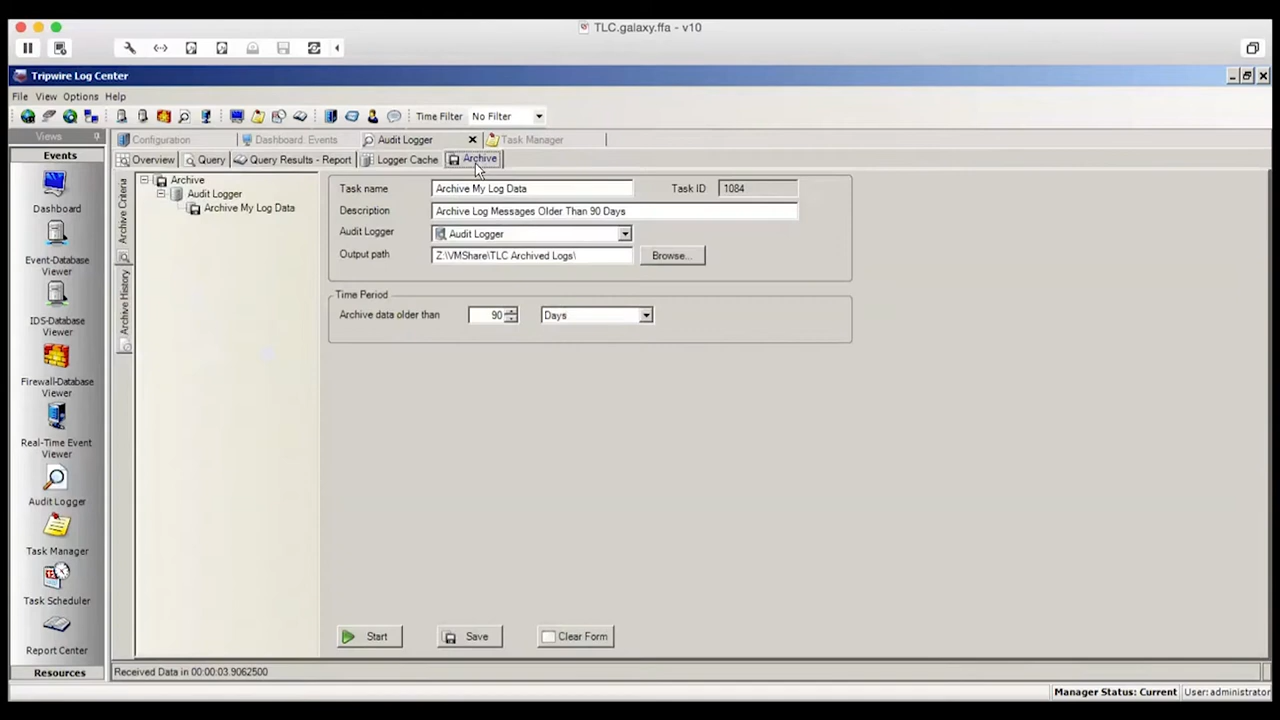 TLC.galaxy.ffa - v10
Tripwire Log Center
File View Options Help
Time Filter No Filter
Views
Configuration Dashboard: Events Audit Logger Task Manager
Events
Overview Query Query Results - Report Logger Cache Archive
Dashboard
Event-Database
Viewer
IDS-Database
Viewer
Firewall-Database
Viewer
Real-Time Event
Viewer
Audit Logger
Task Manager
Task Scheduler
Report Center
Resources
Archive Criteria
Archive History
Archive
Audit Logger
Archive My Log Data
Task name Archive My Log Data Task ID 1084
Description Archive Log Messages Older Than 90 Days
Audit Logger Audit Logger
Output path Z:\VMShare\TLC Archived Logs\ Browse...
Time Period
Archive data older than 90 Days
Start Save Clear Form
Received Data in 00:00:03.9062500
Manager Status: Current User: administrator